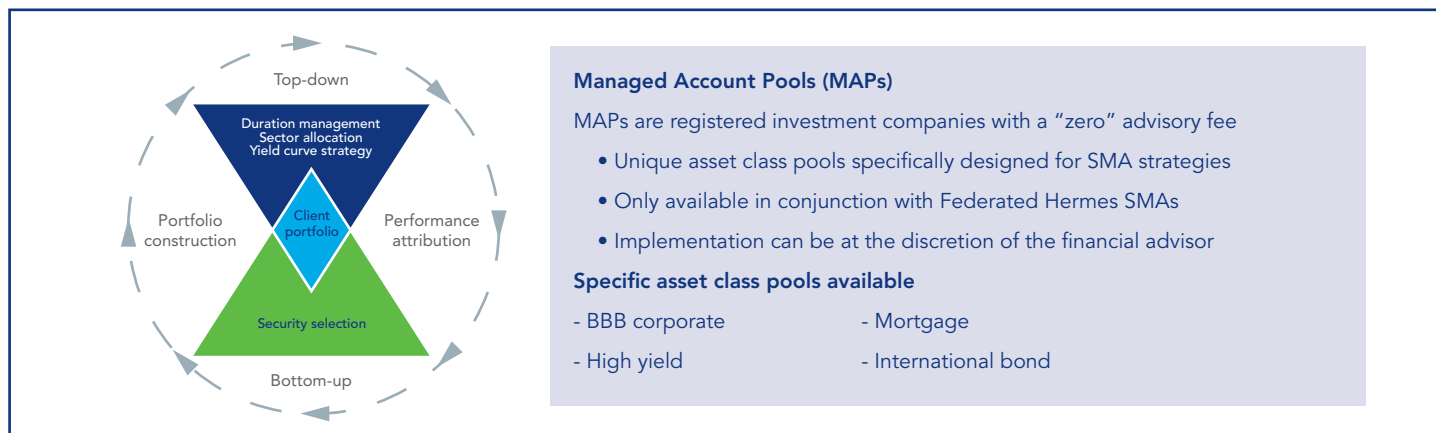 Top-down
Duration management
Sector allocation
Yield curve strategy
Client
portfolio
Portfolio
construction
Performance
attribution
Security selection
Bottom-up
Managed Account Pools (MAPs)
MAPs are registered investment companies with a “zero” advisory fee
• Unique asset class pools specifically designed for SMA strategies
• Only available in conjunction with Federated Hermes SMAs
• Implementation can be at the discretion of the financial advisor
Specific asset class pools available
- BBB corporate - Mortgage
- High yield - International bond